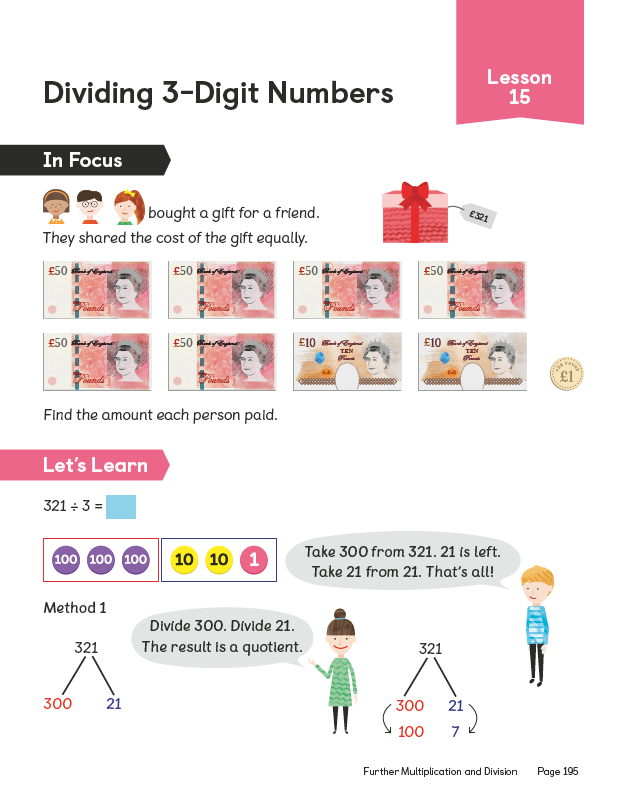 Dividing 3-Digit Numbers
Lesson
15
In Focus
bought a gift for a friend.
£321
They shared the cost of the gift equally.
£50 Bank of England
Pounds
£50 Bank of England
Pounds
£50 Bank of England
Pounds
£50 Bank of England
Pounds
£50 Bank of England
Pounds
£50 Bank of England
Pounds
£10 Bank of England
TEN
Pounds
£10 Bank of England
TEN
Pounds
ONE POUND
£1
Find the amount each person paid.
Let's Learn
321 ÷ 3 =
100 100 100 10 10 1
Take 300 from 321. 21 is left.
Take 21 from 21. That's all!
Method 1
Divide 300. Divide 21.
The result is a quotient.
321
300 21
321
300 21
100 7
Further Multiplication and Division Page 195